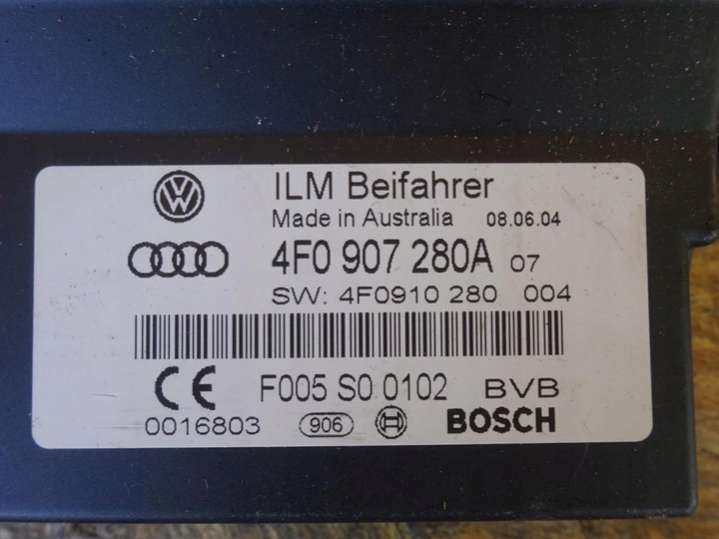 ILM Beifahrer
Made in Australia 08.06.04
4F0 907 280A 07
SW: 4F0910 280 004
CE F005 S0 0102 BVB
0016803 906 BOSCH